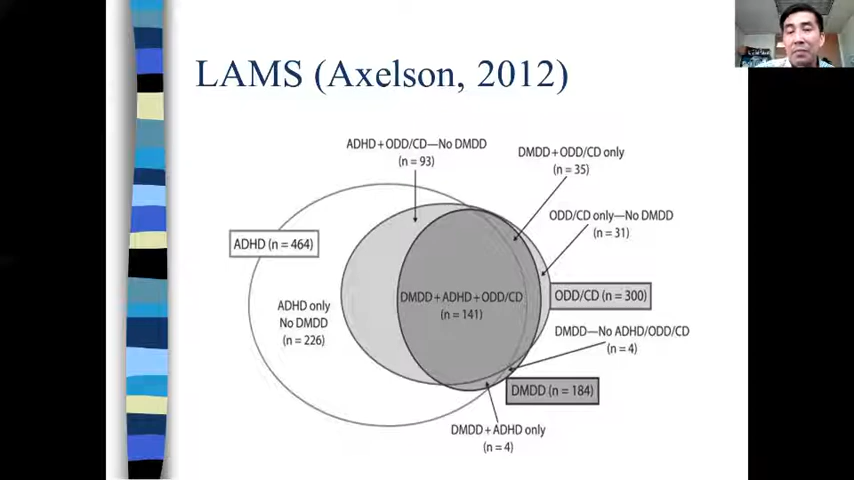 LAMS (Axelson, 2012)
ADHD + ODD/CD—No DMDD
(n = 93)
DMDD + ODD/CD only
(n = 35)
ODD/CD only—No DMDD
(n = 31)
ADHD (n = 464)
DMDD + ADHD + ODD/CD
(n = 141)
ODD/CD (n = 300)
ADHD only
No DMDD
(n = 226)
DMDD—No ADHD/ODD/CD
(n = 4)
DMDD (n = 184)
DMDD + ADHD only
(n = 4)